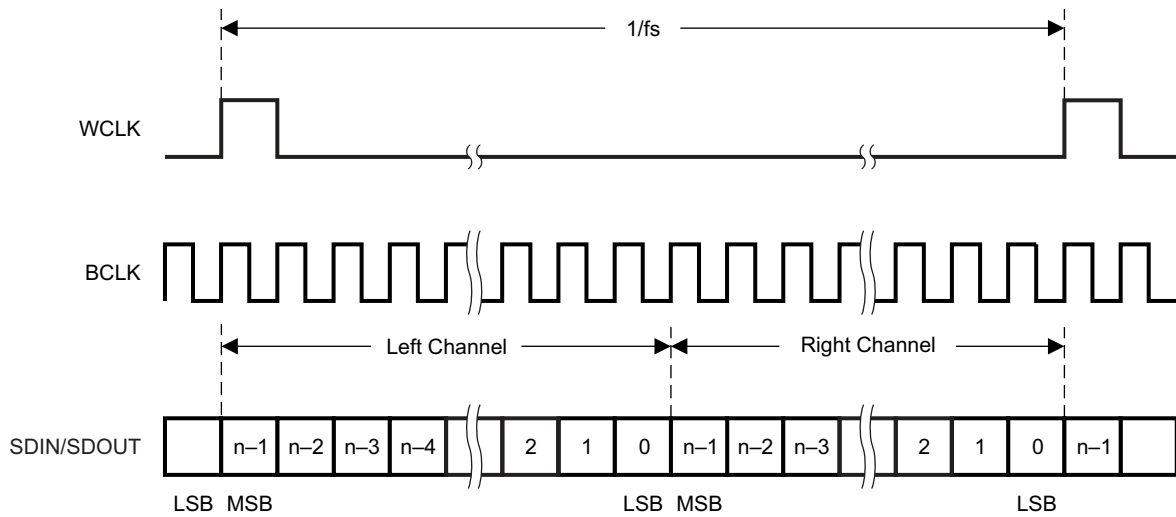 1/fs
WCLK
BCLK
Left Channel
Right Channel
SDIN/SDOUT
n–1 n–2 n–3 n–4 2 1 0 n–1 n–2 n–3 2 1 0 n–1
LSB MSB LSB MSB LSB